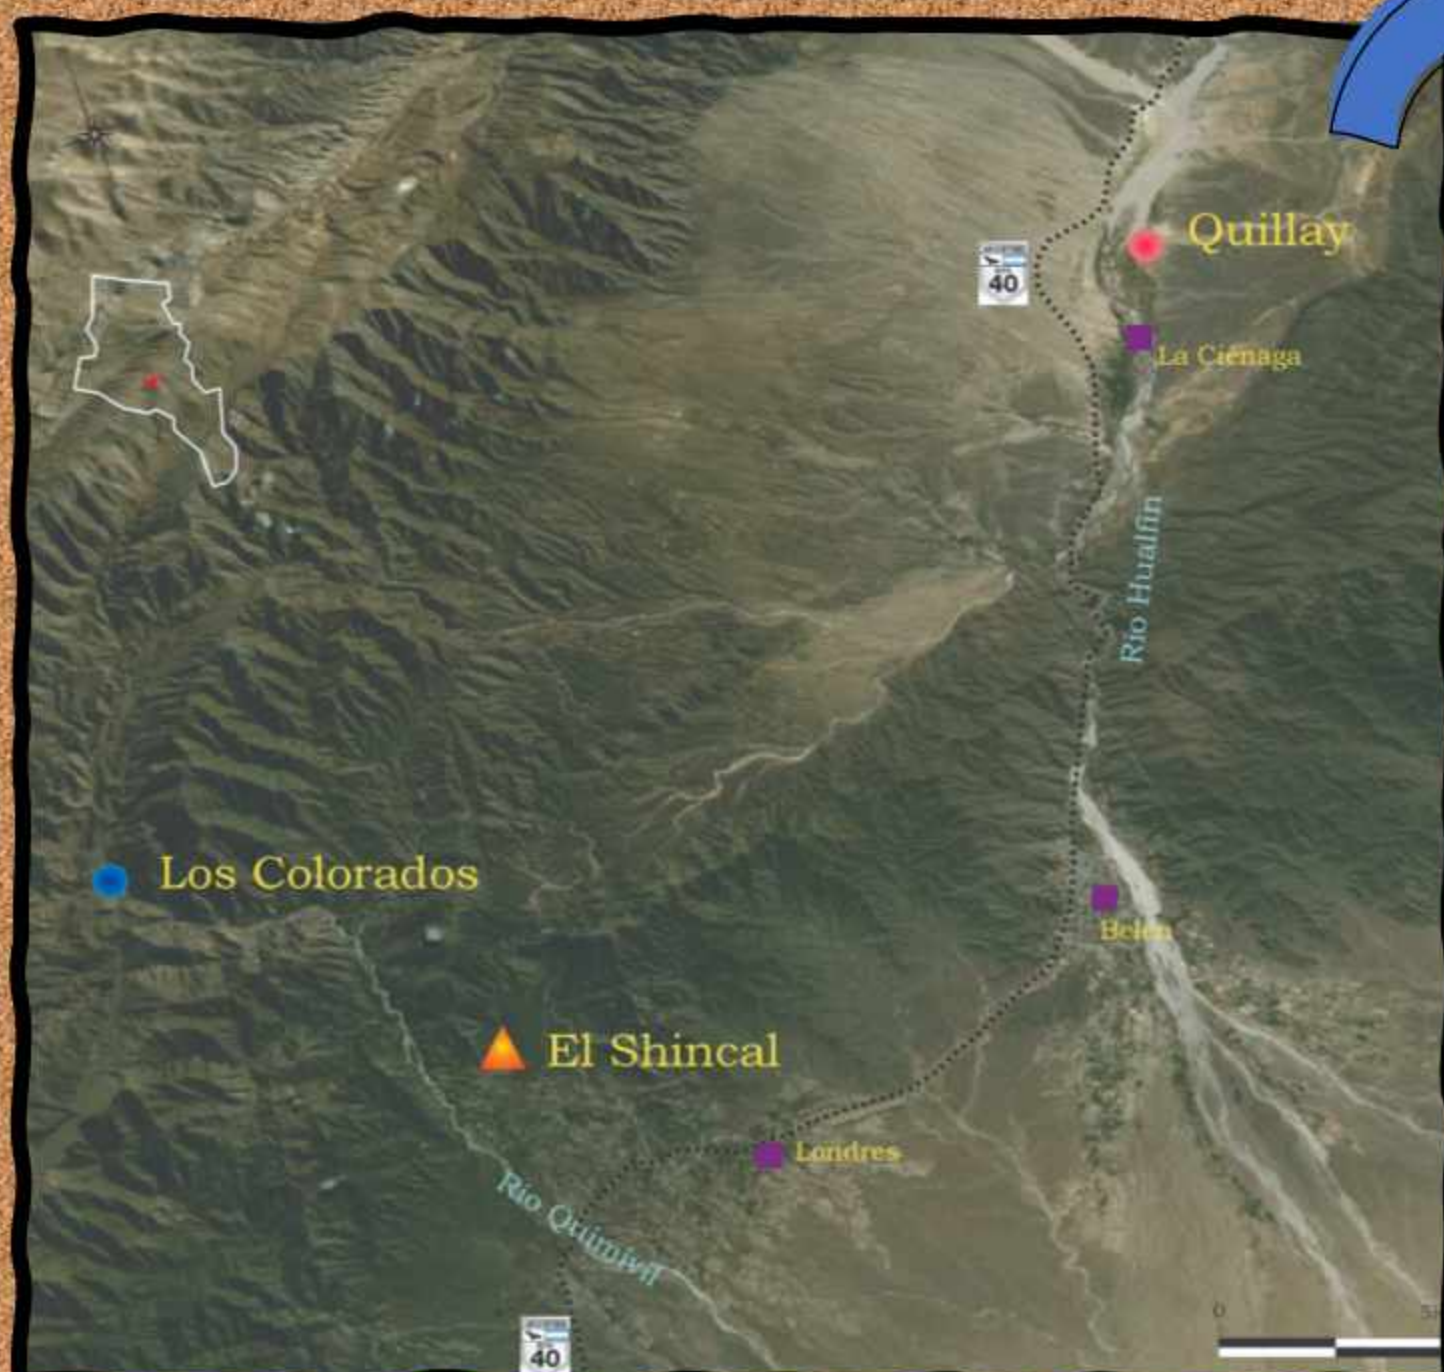 Quillay
40
La Ciénaga
Río Hualfín
Los Colorados
Belén
El Shincal
Londres
Río Quimivil
0
40